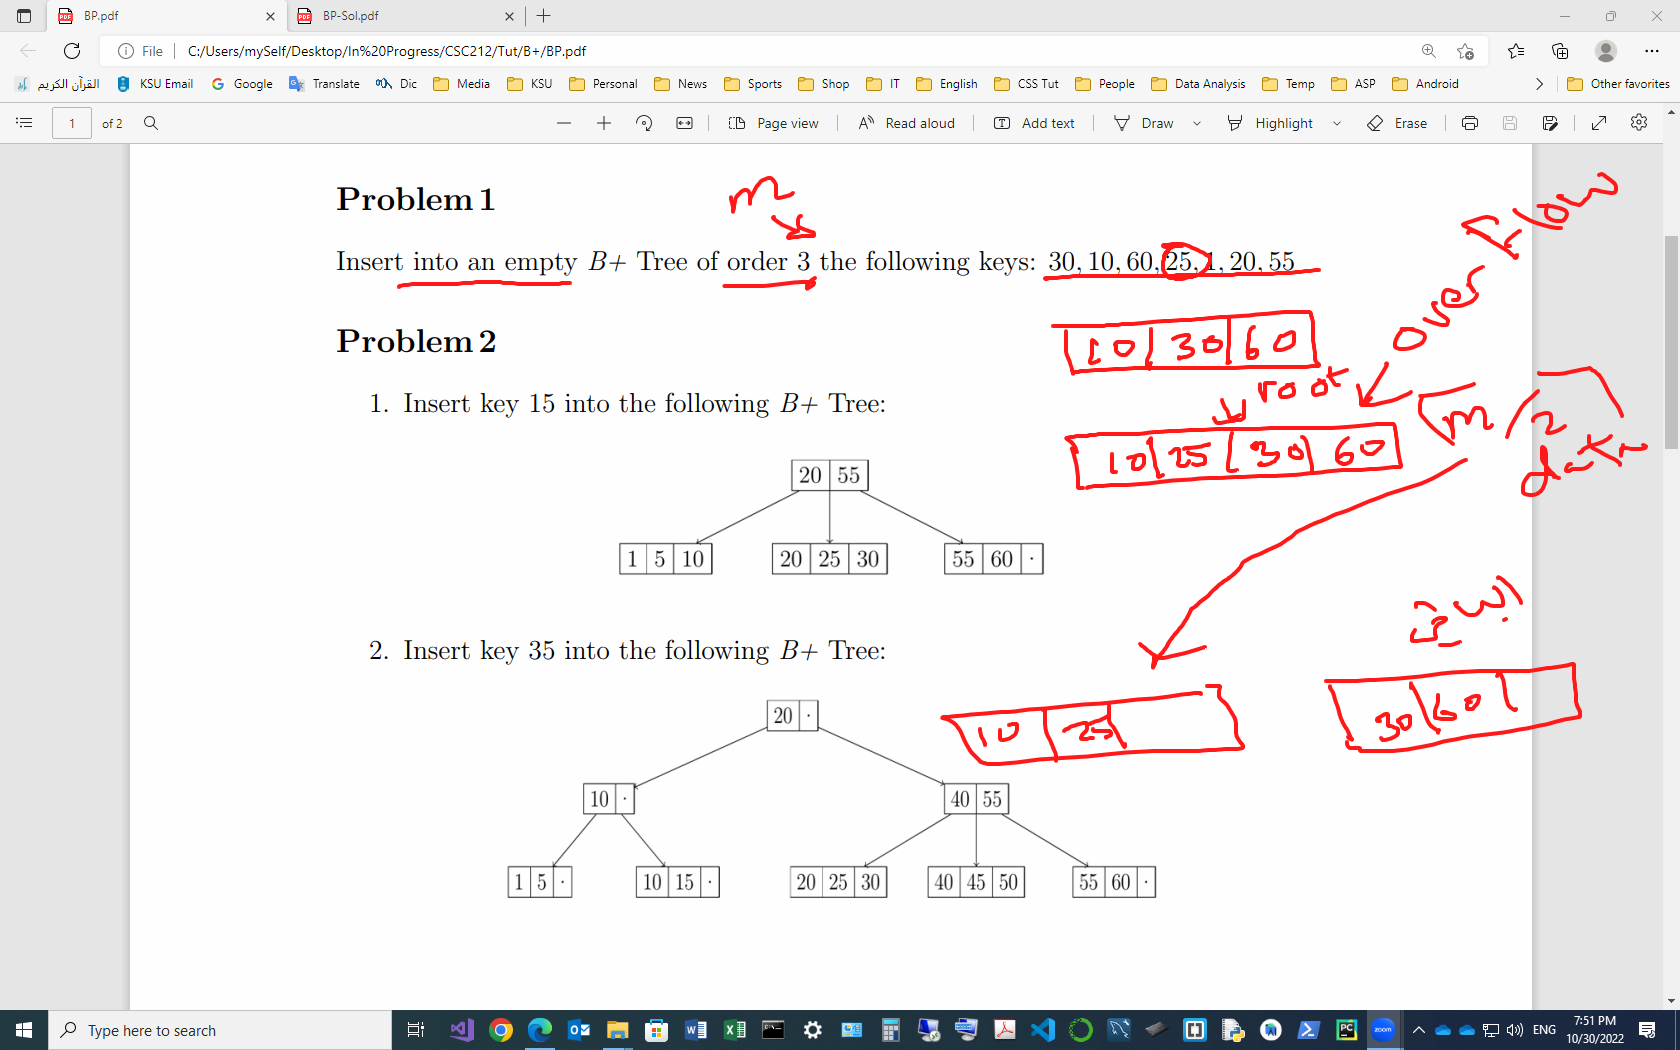 BP.pdf
BP-Sol.pdf
File
C:/Users/mySelf/Desktop/In%20Progress/CSC212/Tut/B+/BP.pdf
القرآن الكريم KSU Email Google Translate Dic Media KSU Personal News Sports Shop IT English CSS Tut People Data Analysis Temp ASP Android Other favorites
1 of 2 Page view Read aloud Add text Draw Highlight Erase
Problem 1
m
Insert into an empty B+ Tree of order 3 the following keys: 30, 10, 60, 25, 1, 20, 55
over flow
10 30 60
Problem 2
root
m/2
data
1. Insert key 15 into the following B+ Tree:
10 25 30 60
20 55
1 5 10 20 25 30 55 60 ·
2. Insert key 35 into the following B+ Tree:
20 ·
10 25
30 60
10 · 40 55
1 5 · 10 15 · 20 25 30 40 45 50 55 60 ·
Type here to search
ENG
7:51 PM
10/30/2022